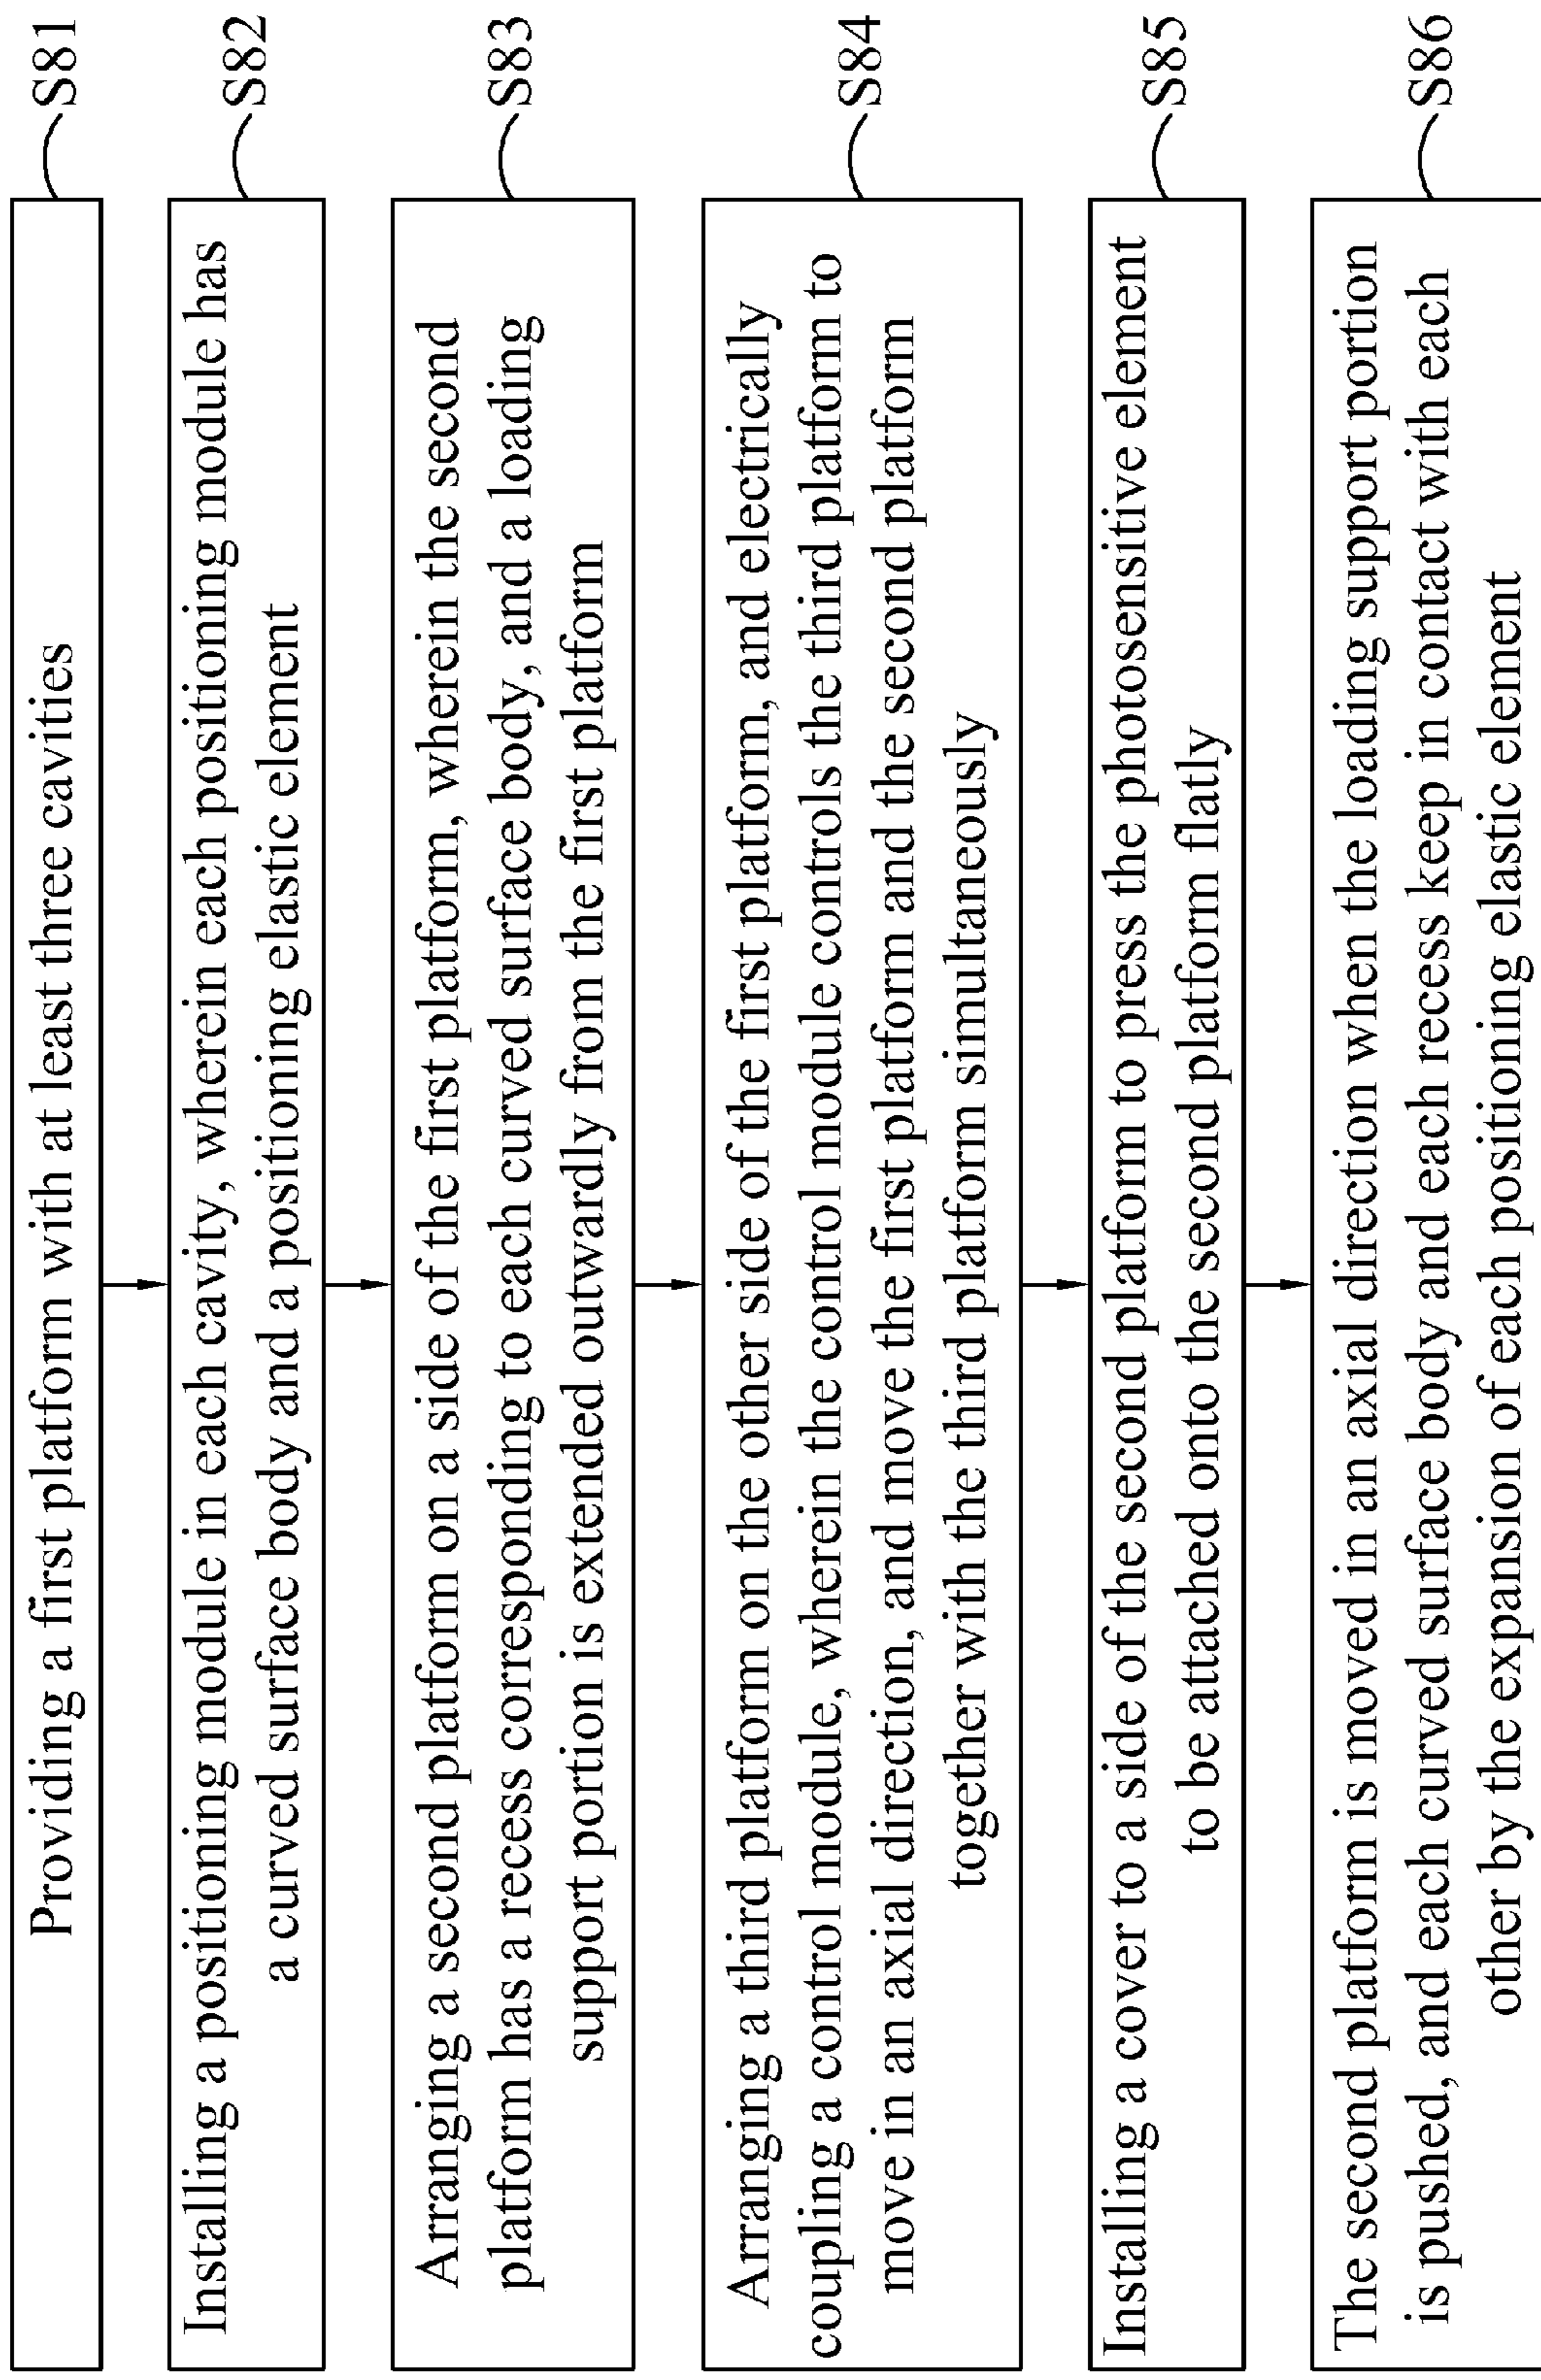 Providing a first platform with at least three cavities
S81
Installing a positioning module in each cavity, wherein each positioning module has
a curved surface body and a positioning elastic element
S82
Arranging a second platform on a side of the first platform, wherein the second
platform has a recess corresponding to each curved surface body, and a loading
support portion is extended outwardly from the first platform
S83
Arranging a third platform on the other side of the first platform, and electrically
coupling a control module, wherein the control module controls the third platform to
move in an axial direction, and move the first platform and the second platform
together with the third platform simultaneously
S84
Installing a cover to a side of the second platform to press the photosensitive element
to be attached onto the second platform flatly
S85
The second platform is moved in an axial direction when the loading support portion
is pushed, and each curved surface body and each recess keep in contact with each
other by the expansion of each positioning elastic element
S86